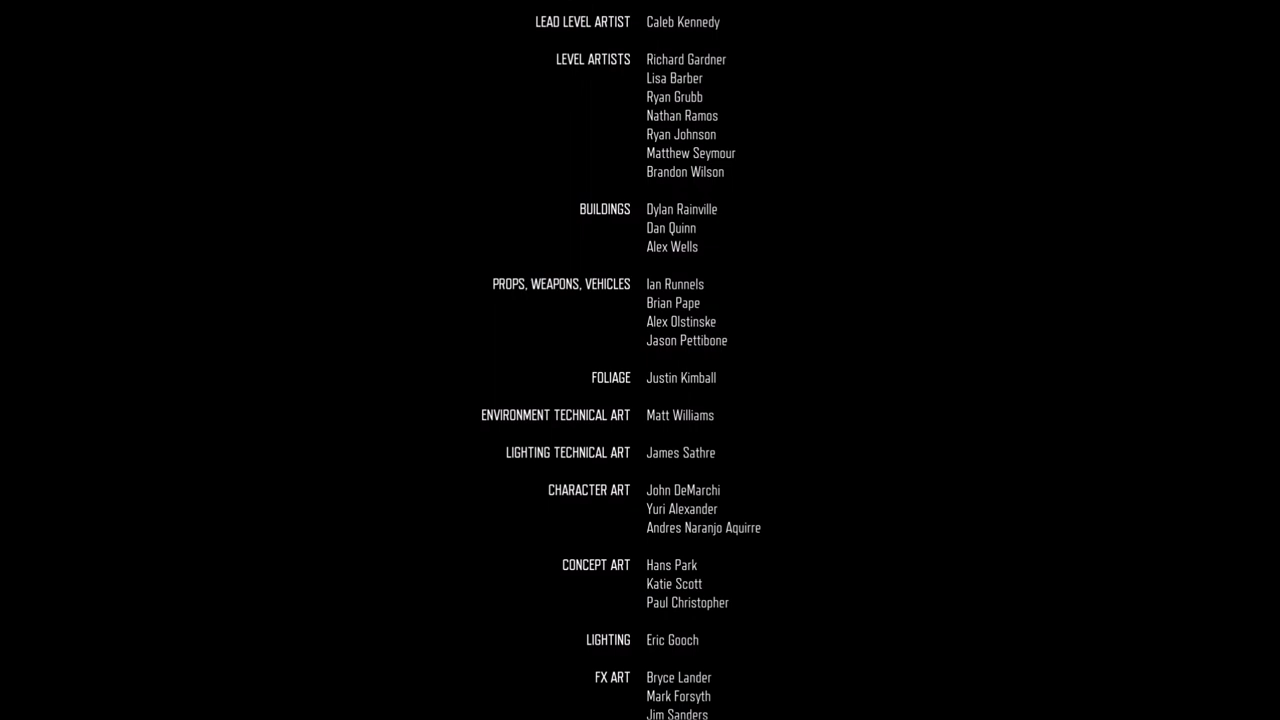 LEAD LEVEL ARTIST Caleb Kennedy
LEVEL ARTISTS Richard Gardner
Lisa Barber
Ryan Grubb
Nathan Ramos
Ryan Johnson
Matthew Seymour
Brandon Wilson
BUILDINGS Dylan Rainville
Dan Quinn
Alex Wells
PROPS, WEAPONS, VEHICLES Ian Runnels
Brian Pape
Alex Olstinske
Jason Pettibone
FOLIAGE Justin Kimball
ENVIRONMENT TECHNICAL ART Matt Williams
LIGHTING TECHNICAL ART James Sathre
CHARACTER ART John DeMarchi
Yuri Alexander
Andres Naranjo Aquirre
CONCEPT ART Hans Park
Katie Scott
Paul Christopher
LIGHTING Eric Gooch
FX ART Bryce Lander
Mark Forsyth
Jim Sanders